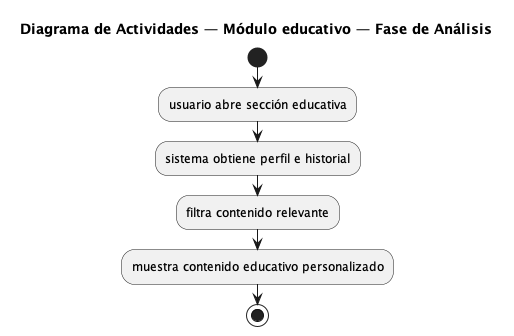 Diagrama de Actividades — Módulo educativo — Fase de Análisis
usuario abre sección educativa
sistema obtiene perfil e historial
filtra contenido relevante
muestra contenido educativo personalizado